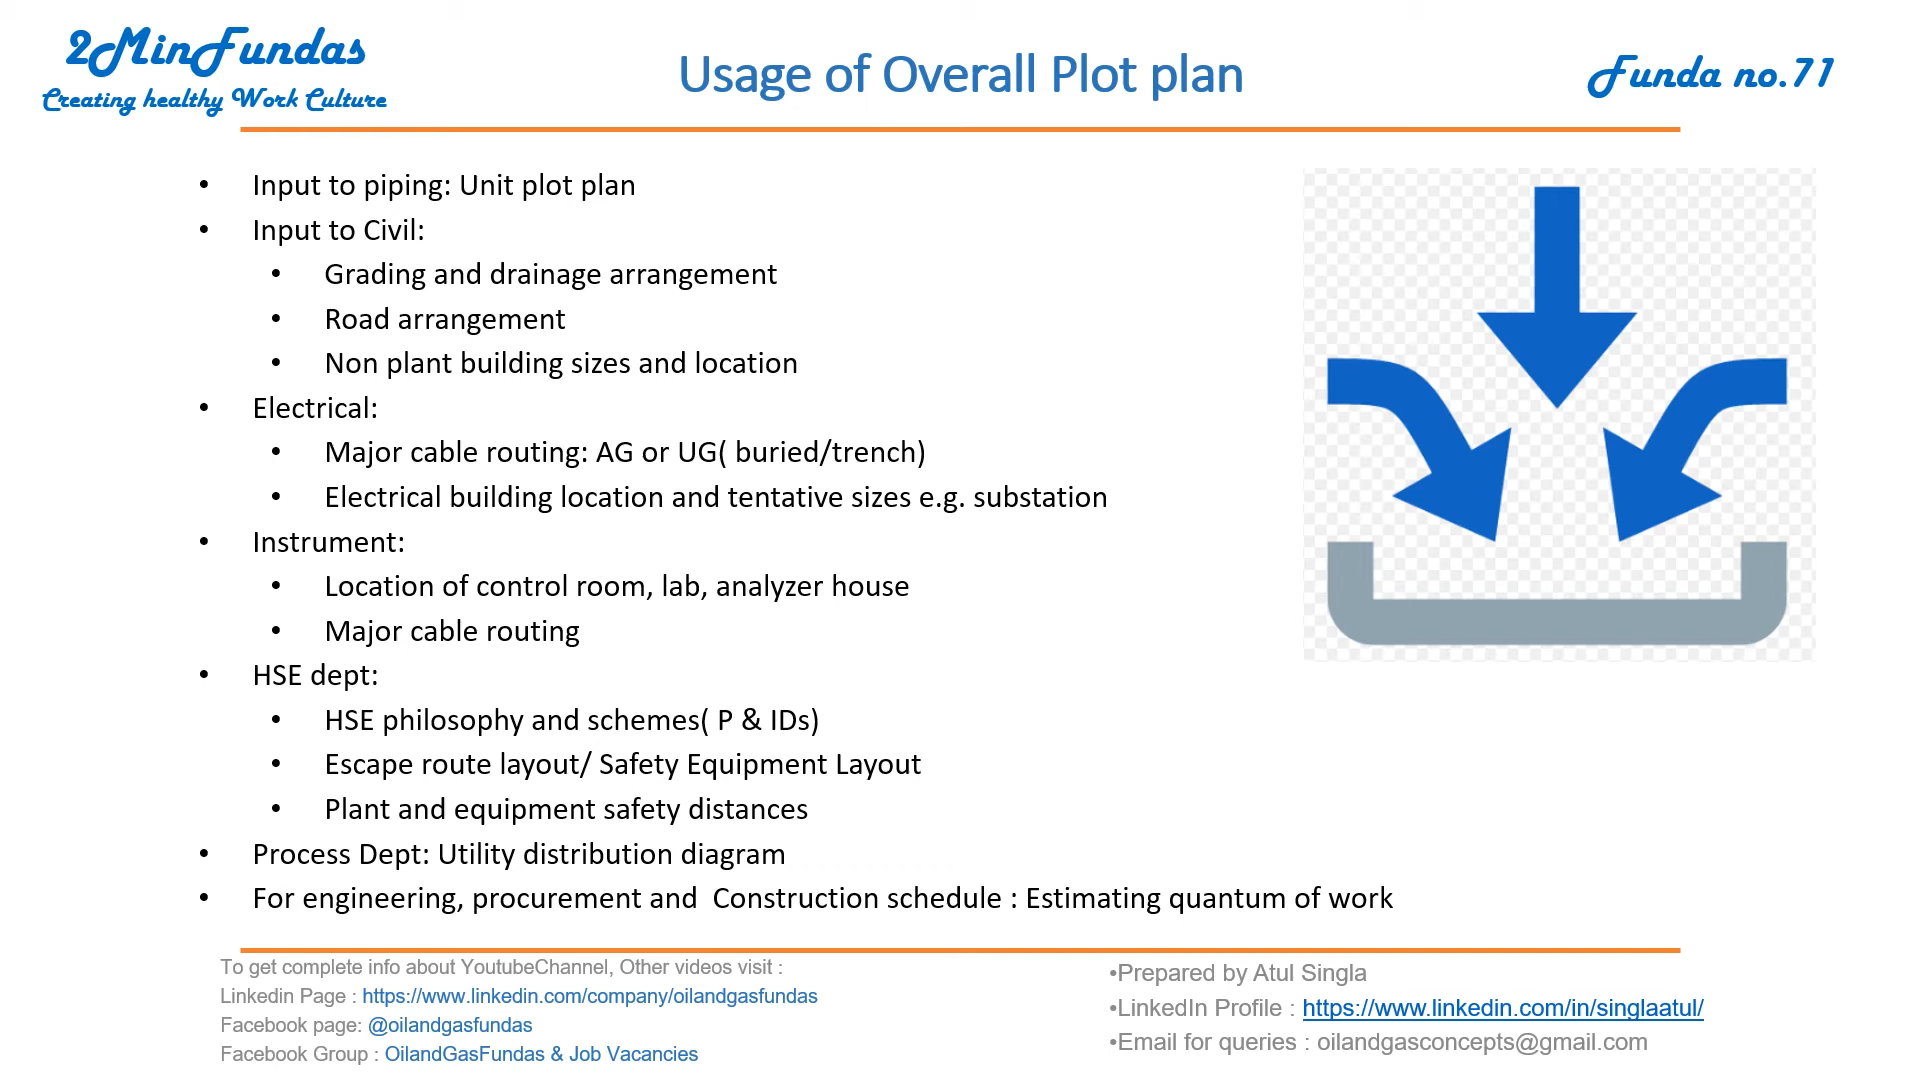 2MinFundas
Creating healthy Work Culture
Usage of Overall Plot plan
Funda no.71
• Input to piping: Unit plot plan
• Input to Civil:
• Grading and drainage arrangement
• Road arrangement
• Non plant building sizes and location
• Electrical:
• Major cable routing: AG or UG( buried/trench)
• Electrical building location and tentative sizes e.g. substation
• Instrument:
• Location of control room, lab, analyzer house
• Major cable routing
• HSE dept:
• HSE philosophy and schemes( P & IDs)
• Escape route layout/ Safety Equipment Layout
• Plant and equipment safety distances
• Process Dept: Utility distribution diagram
• For engineering, procurement and  Construction schedule : Estimating quantum of work
To get complete info about YoutubeChannel, Other videos visit :
Linkedin Page : https://www.linkedin.com/company/oilandgasfundas
Facebook page: @oilandgasfundas
Facebook Group : OilandGasFundas & Job Vacancies
•Prepared by Atul Singla
•LinkedIn Profile : https://www.linkedin.com/in/singlaatul/
•Email for queries : oilandgasconcepts@gmail.com